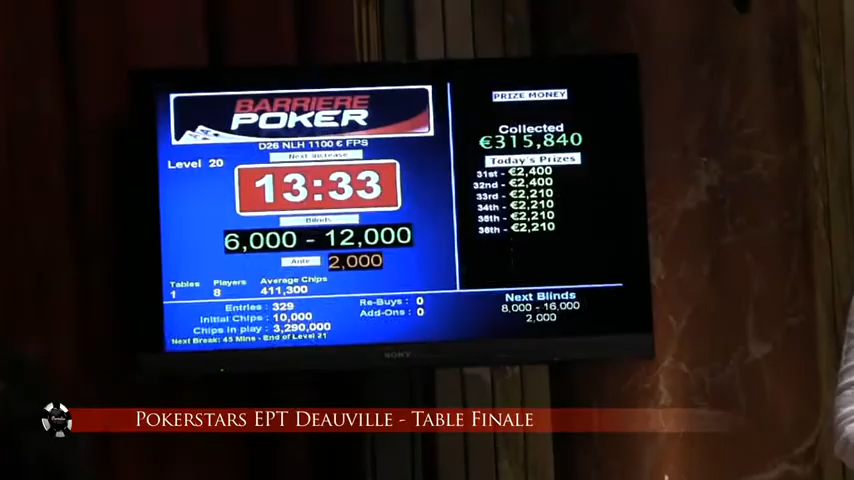 BARRIERE
POKER
D26 NLH 1100 € FPS
Next Increase
Level 20
13:33
Blinds
6,000 - 12,000
Ante 2,000
Tables Players Average Chips
1 8 411,300
Entries : 329
Initial Chips : 10,000
Chips in play : 3,290,000
Next Break: 45 Mins - End of Level 21
Re-Buys : 0
Add-Ons : 0
PRIZE MONEY
Collected
€315,840
Today's Prizes
31st - €2,400
32nd - €2,400
33rd - €2,210
34th - €2,210
35th - €2,210
36th - €2,210
Next Blinds
8,000 - 16,000
2,000
SONY
POKERSTARS EPT DEAUVILLE - TABLE FINALE